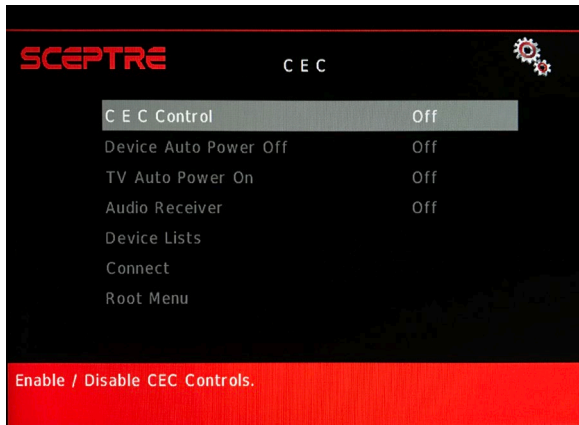 SCEPTRE
C E C
C E C Control Off
Device Auto Power Off Off
TV Auto Power On Off
Audio Receiver Off
Device Lists
Connect
Root Menu
Enable / Disable CEC Controls.